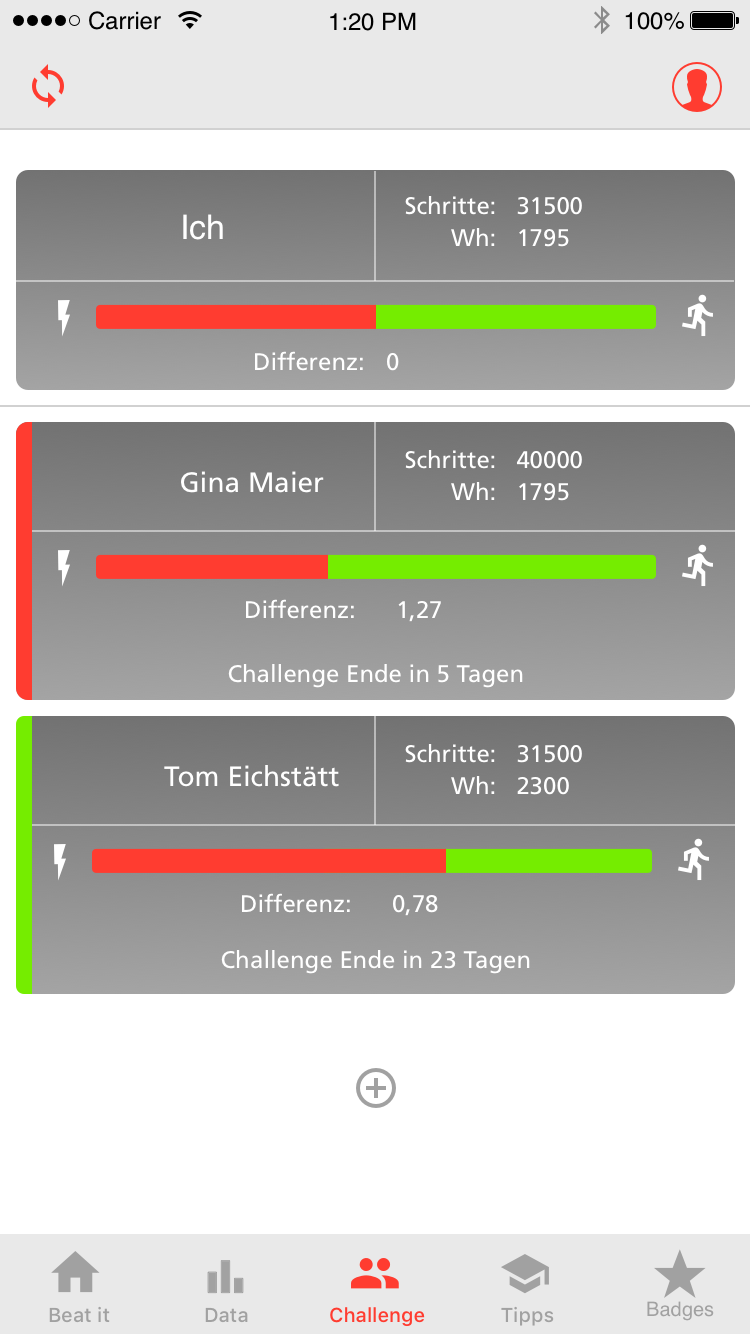 Carrier 1:20 PM 100%
Ich
Schritte: 31500
Wh: 1795
Differenz: 0
Gina Maier
Schritte: 40000
Wh: 1795
Differenz: 1,27
Challenge Ende in 5 Tagen
Tom Eichstätt
Schritte: 31500
Wh: 2300
Differenz: 0,78
Challenge Ende in 23 Tagen
Beat it Data Challenge Tipps Badges